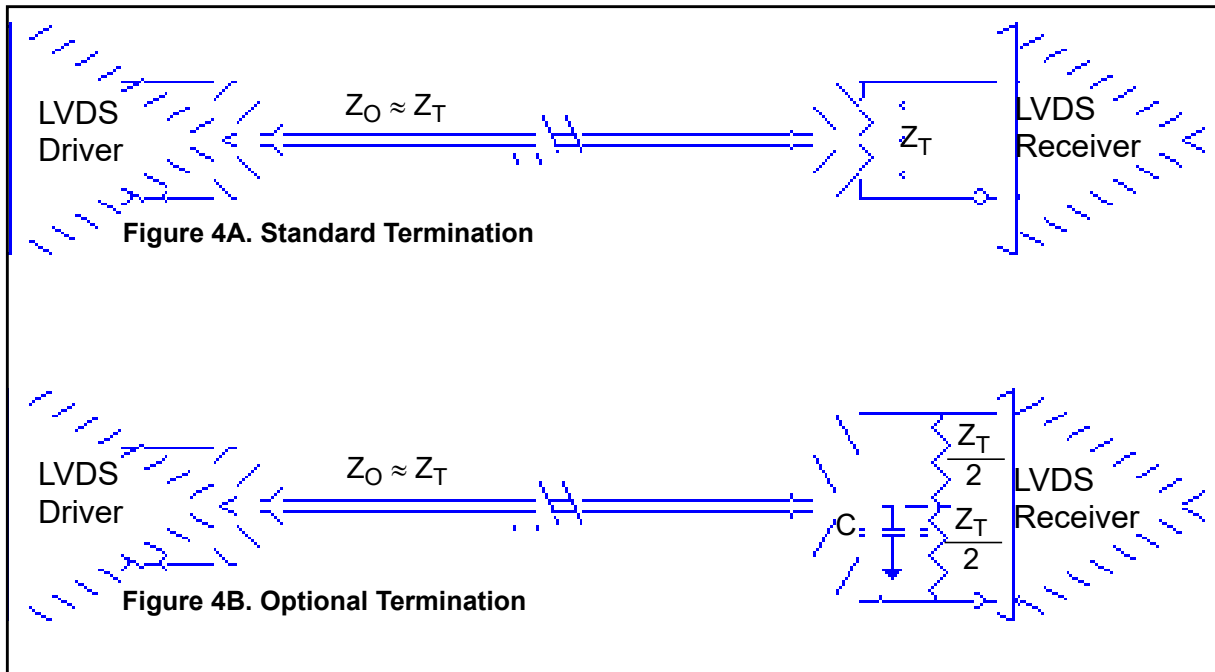 LVDS
Driver
Z_O ≈ Z_T
Z_T
LVDS
Receiver
Figure 4A. Standard Termination
LVDS
Driver
Z_O ≈ Z_T
C
Z_T
2
Z_T
2
LVDS
Receiver
Figure 4B. Optional Termination